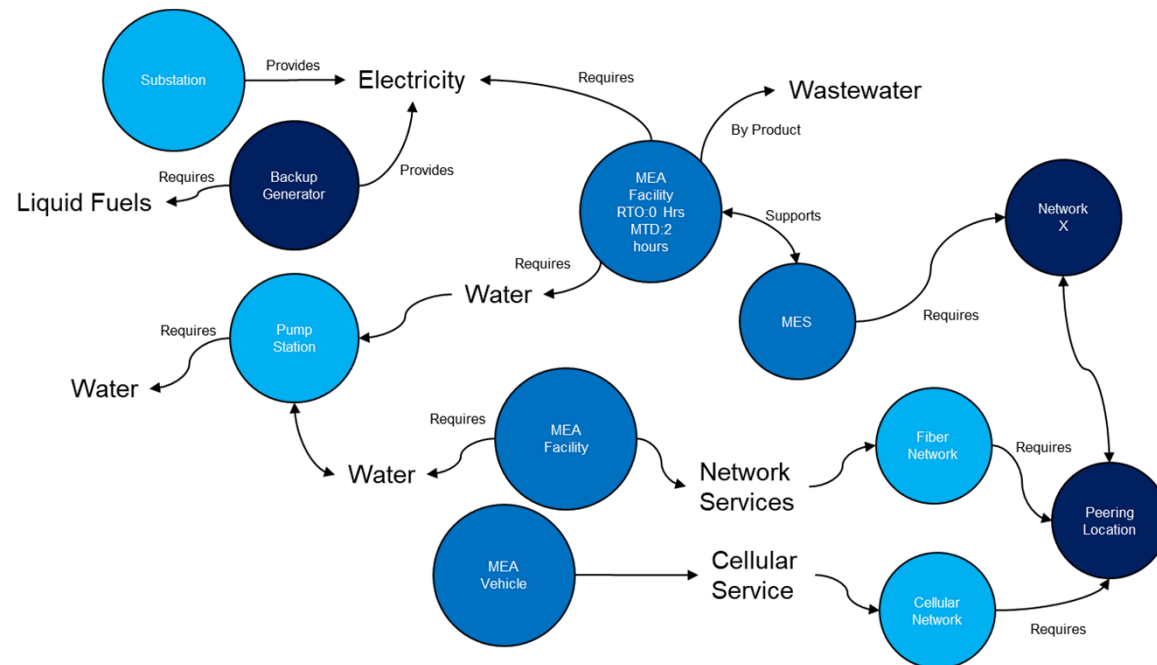 Substation
Provides
Electricity
Requires
Wastewater
By Product
Backup
Generator
Requires
Provides
Liquid Fuels
MEA
Facility
RTO:0 Hrs
MTD:2
hours
Supports
Network
X
Requires
Water
MES
Requires
Pump
Station
Requires
Water
MEA
Facility
Requires
Water
Network
Services
Fiber
Network
Requires
Peering
Location
MEA
Vehicle
Cellular
Service
Cellular
Network
Requires